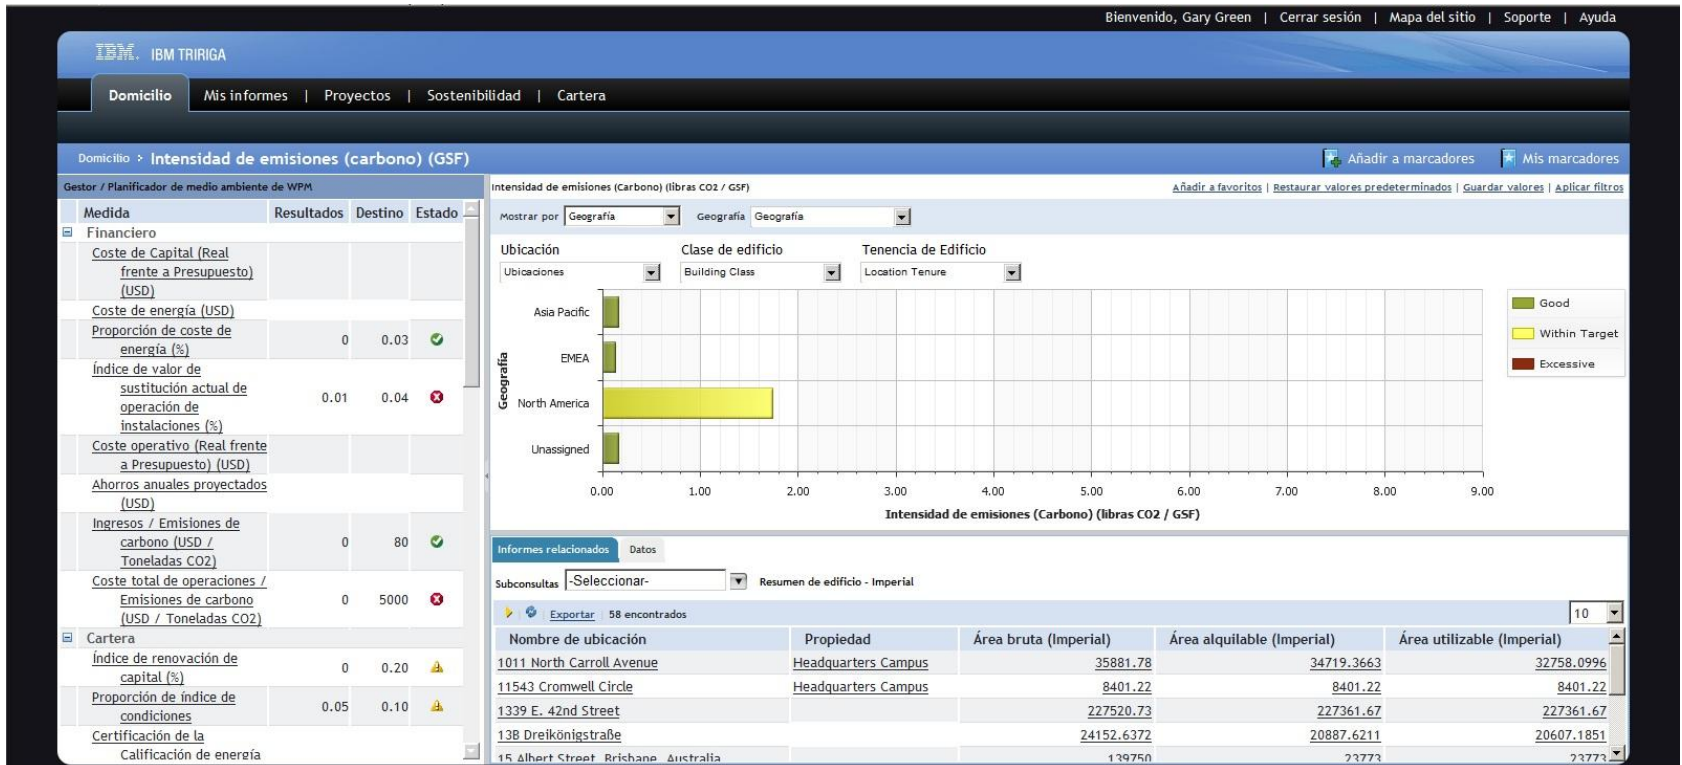 Bienvenido, Gary Green | Cerrar sesión | Mapa del sitio | Soporte | Ayuda
IBM. IBM TRIRIGA
Domicilio Mis informes | Proyectos | Sostenibilidad | Cartera
Domicilio Intensidad de emisiones (carbono) (GSF)
Añadir a marcadores Mis marcadores
Gestor / Planificador de medio ambiente de WPM
Medida Resultados Destino Estado
Financiero
Coste de Capital (Real
frente a Presupuesto)
(USD)
Coste de energía (USD)
Proporción de coste de
energía (%) 0 0.03
Índice de valor de
sustitución actual de
operación de
instalaciones (%) 0.01 0.04
Coste operativo (Real frente
a Presupuesto) (USD)
Ahorros anuales proyectados
(USD)
Ingresos / Emisiones de
carbono (USD /
Toneladas CO2) 0 80
Coste total de operaciones /
Emisiones de carbono
(USD / Toneladas CO2) 0 5000
Cartera
Índice de renovación de
capital (%) 0 0.20
Proporción de índice de
condiciones 0.05 0.10
Certificación de la
Calificación de energía
Intensidad de emisiones (Carbono) (libras CO2 / GSF)
Añadir a favoritos | Restaurar valores predeterminados | Guardar valores | Aplicar filtros
Mostrar por Geografía Geografía Geografía
Ubicación Clase de edificio Tenencia de Edificio
Ubicaciones Building Class Location Tenure
Geografía
Asia Pacific
EMEA
North America
Unassigned
0.00 1.00 2.00 3.00 4.00 5.00 6.00 7.00 8.00 9.00
Intensidad de emisiones (Carbono) (libras CO2 / GSF)
Good
Within Target
Excessive
Informes relacionados Datos
Subconsultas -Seleccionar- Resumen de edificio - Imperial
Exportar 58 encontrados 10
Nombre de ubicación Propiedad Área bruta (Imperial) Área alquilable (Imperial) Área utilizable (Imperial)
1011 North Carroll Avenue Headquarters Campus 35881.78 34719.3663 32758.0996
11543 Cromwell Circle Headquarters Campus 8401.22 8401.22 8401.22
1339 E. 42nd Street 227520.73 227361.67 227361.67
13B Dreikönigstraße 24152.6372 20887.6211 20607.1851
15 Albert Street, Brisbane, Australia 139750 23773 23773